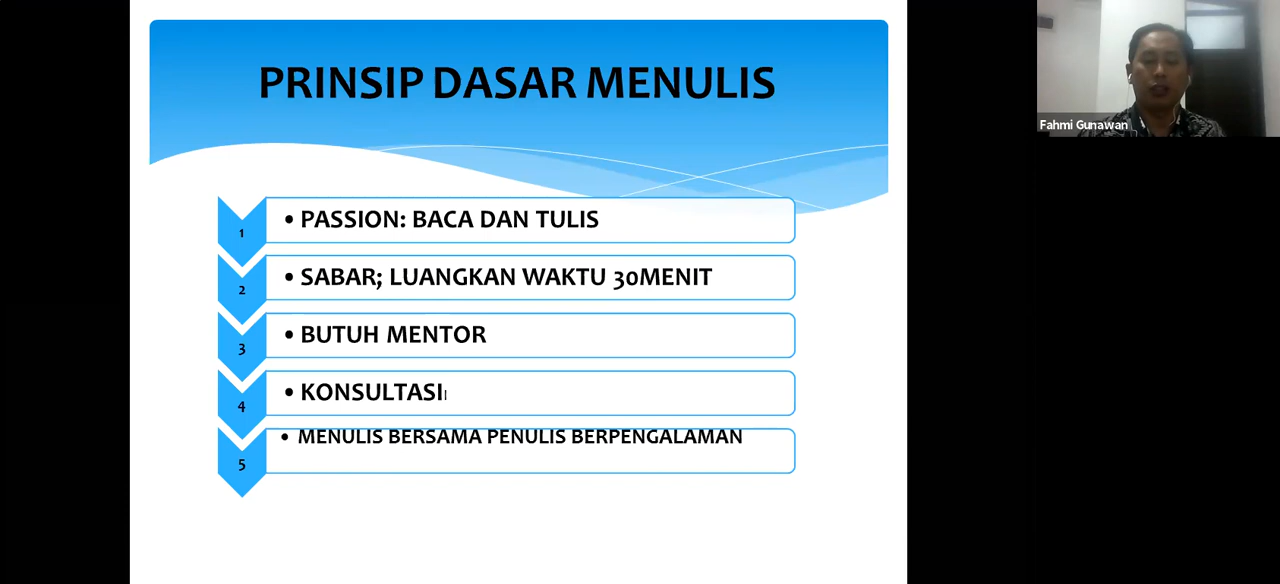 PRINSIP DASAR MENULIS
Fahmi Gunawan
1
• PASSION: BACA DAN TULIS
2
• SABAR; LUANGKAN WAKTU 30MENIT
3
• BUTUH MENTOR
4
• KONSULTASI
5
• MENULIS BERSAMA PENULIS BERPENGALAMAN